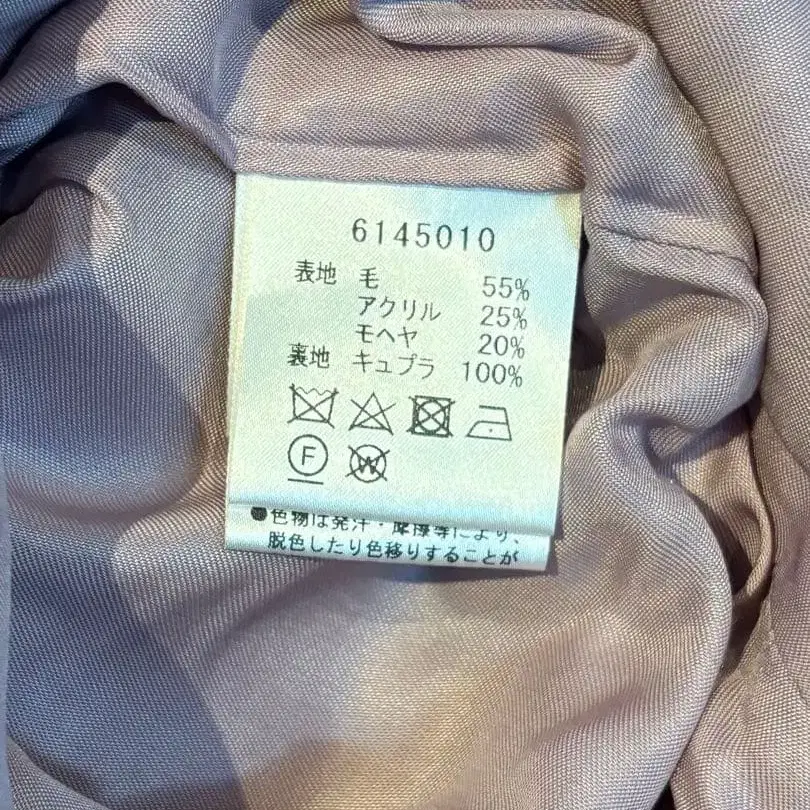 6145010
表地 毛 55%
アクリル 25%
モヘヤ 20%
裏地 キュプラ 100%
F W
●色物は発汗・摩擦等により、
脱色したり色移りすることが